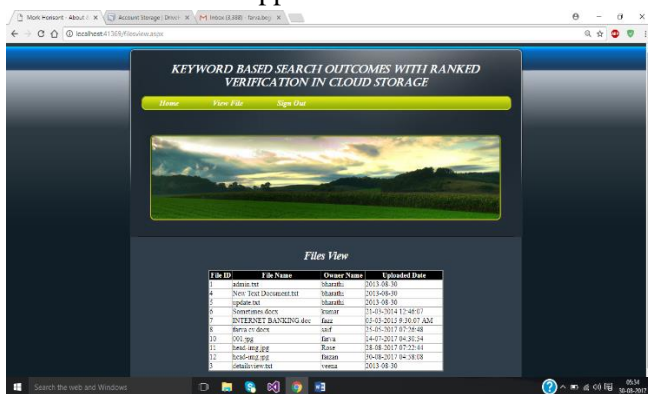 pp
Mork Honsont - About
Account Storage | Drive
M Inbox (3,388) - farva.beg
localhost:41369/filesview.aspx
KEYWORD BASED SEARCH OUTCOMES WITH RANKED
VERIFICATION IN CLOUD STORAGE
Home View File Sign Out
Files View
File ID File Name Owner Name Uploaded Date
1 admin.txt bharathi 2013-08-30
4 New Text Document.txt bharathi 2013-08-30
5 update.txt bharathi 2013-08-30
6 Sometimes.docx kumar 21-03-2014 12:46:07
7 INTERNET BANKING.doc faaz 03-03-2015 9:30:07 AM
8 farva cv.docx saif 25-05-2017 07:26:48
10 001.jpg farva 14-07-2017 04:30:54
11 head-img.jpg Rose 28-08-2017 07:22:44
12 head-img.jpg faizan 30-08-2017 04:58:08
3 detailsview.txt veena 2013-08-30
Search the web and Windows
05:34
30-08-2017